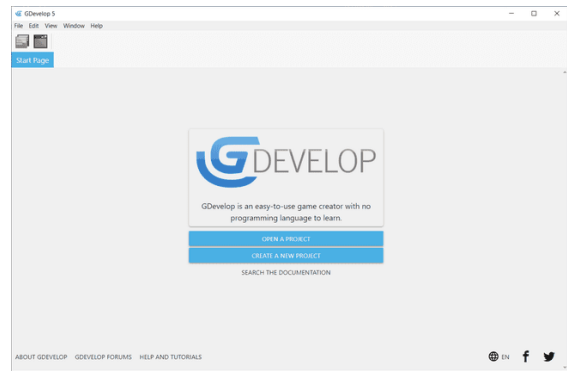 GDevelop 5
File Edit View Window Help
Start Page
GDEVELOP
GDevelop is an easy-to-use game creator with no
programming language to learn.
OPEN A PROJECT
CREATE A NEW PROJECT
SEARCH THE DOCUMENTATION
ABOUT GDEVELOP GDEVELOP FORUMS HELP AND TUTORIALS EN